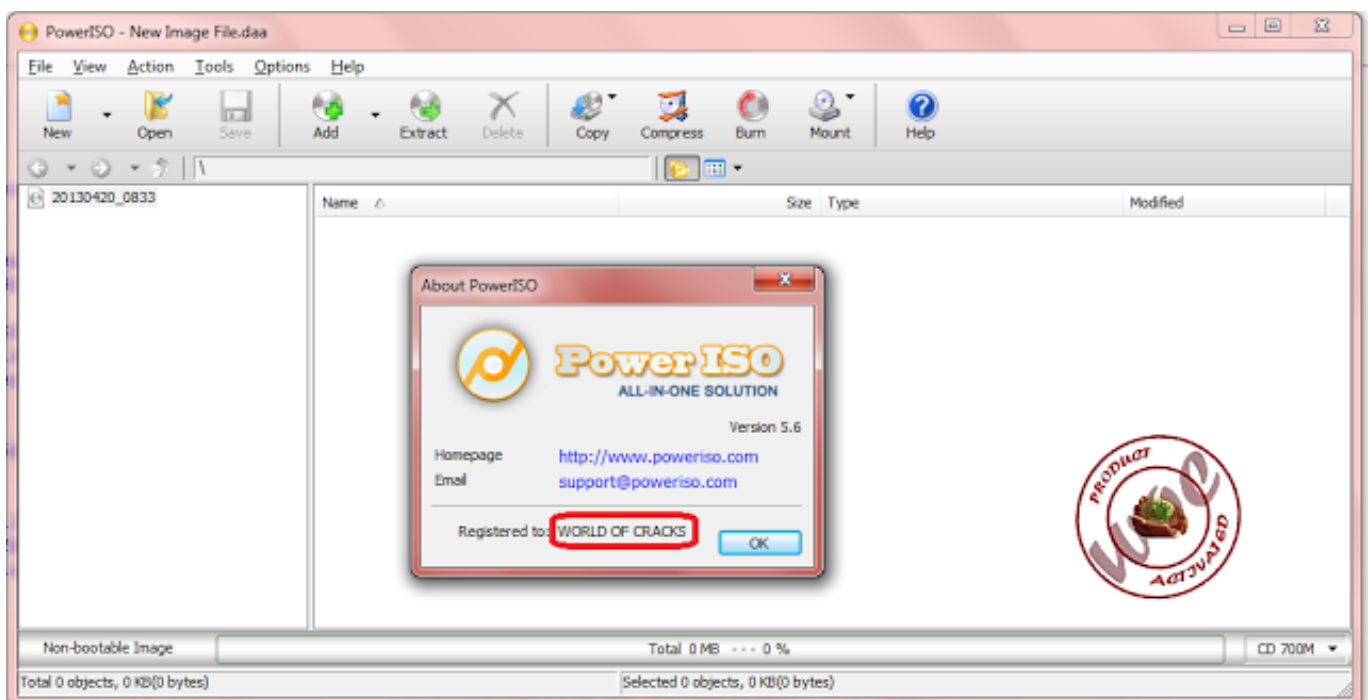 PowerISO - New Image File.daa
File View Action Tools Options Help
New Open Save Add Extract Delete Copy Compress Burn Mount Help
\
20130420_0833
Name Size Type Modified
About PowerISO
Power ISO
ALL-IN-ONE SOLUTION
Version 5.6
Homepage http://www.poweriso.com
Email support@poweriso.com
Registered to: WORLD OF CRACKS
OK
PRODUCT
ACTIVATED
Non-bootable Image Total 0 MB --- 0 % CD 700M
Total 0 objects, 0 KB(0 bytes) Selected 0 objects, 0 KB(0 bytes)